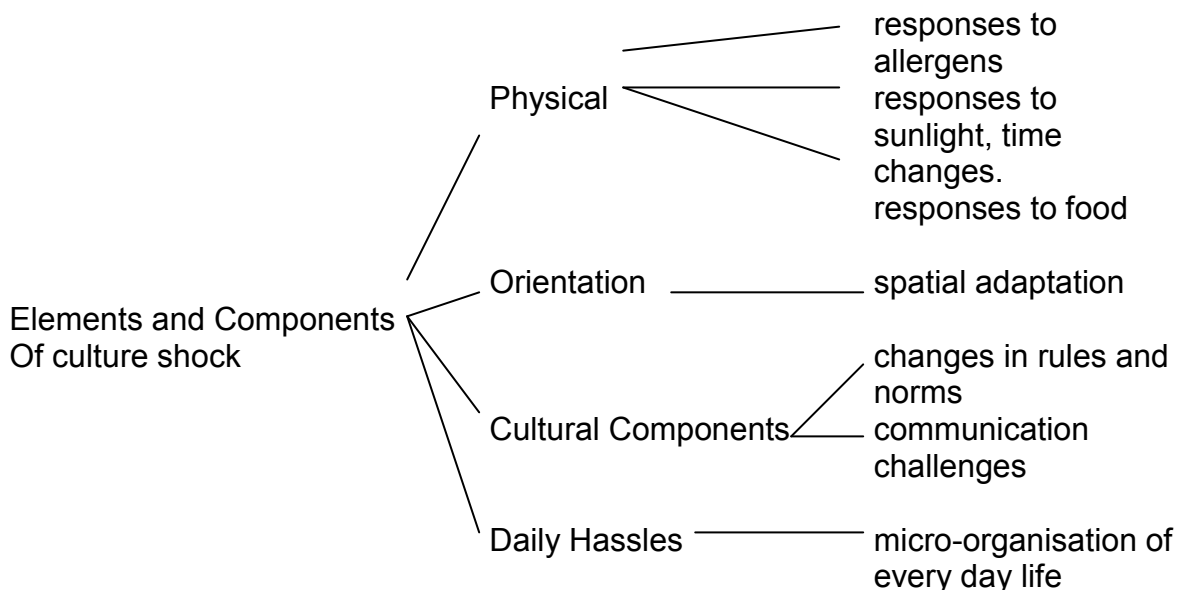 Elements and Components
Of culture shock
Physical
responses to
allergens
responses to
sunlight, time
changes.
responses to food
Orientation
spatial adaptation
Cultural Components
changes in rules and
norms
communication
challenges
Daily Hassles
micro-organisation of
every day life